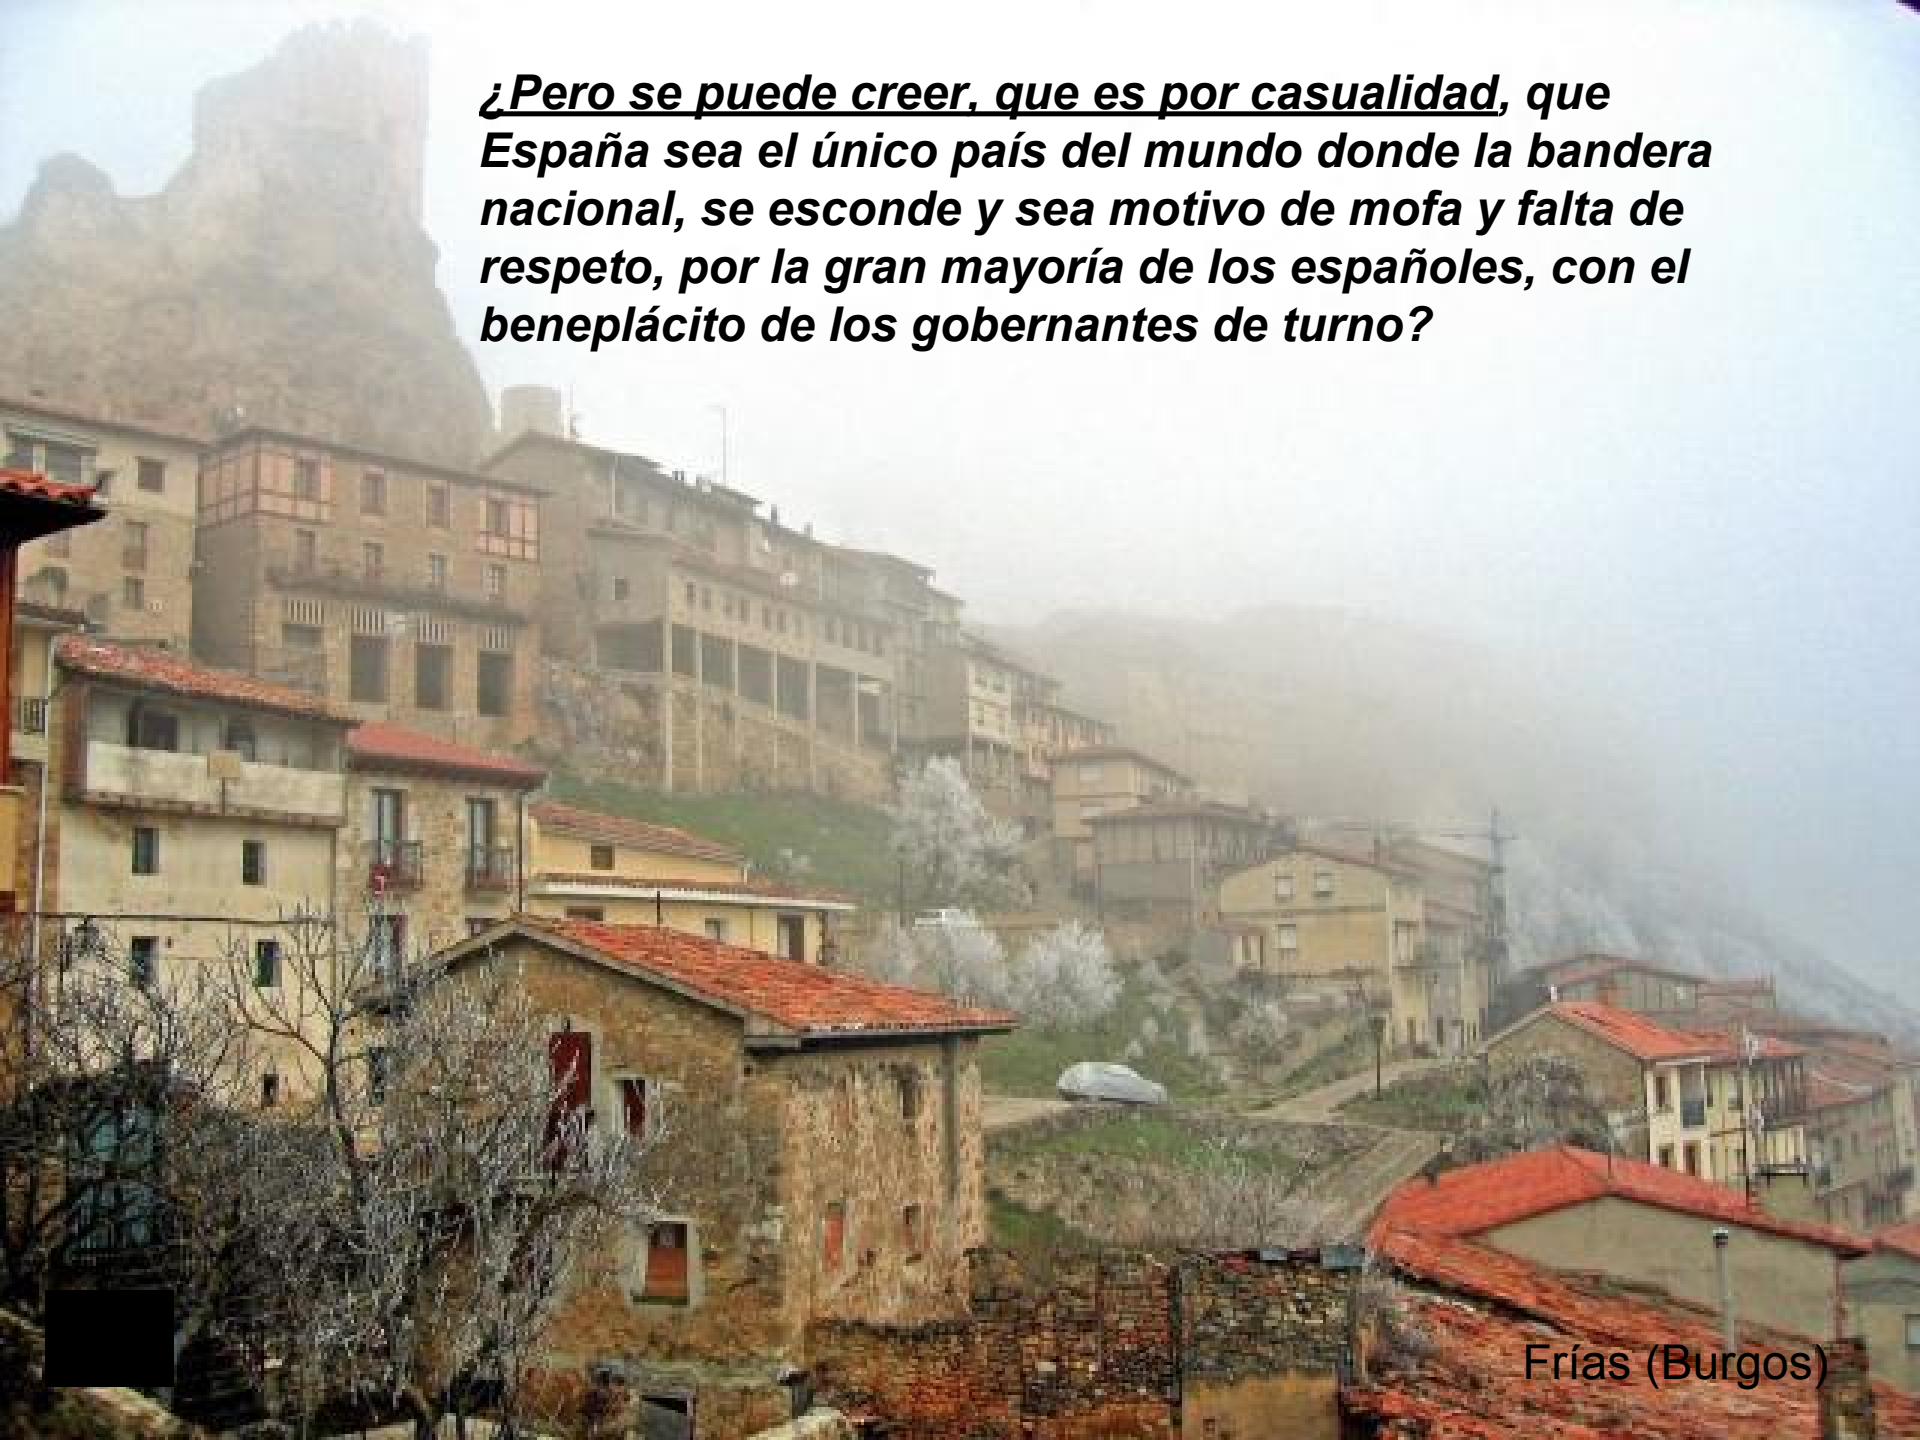 ¿Pero se puede creer, que es por casualidad, que
España sea el único país del mundo donde la bandera
nacional, se esconde y sea motivo de mofa y falta de
respeto, por la gran mayoría de los españoles, con el
beneplácito de los gobernantes de turno?
Frías (Burgos)